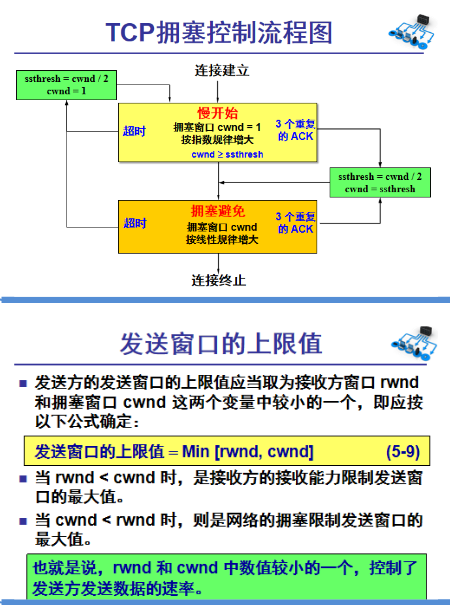 TCP拥塞控制流程图
连接建立
ssthresh = cwnd / 2
cwnd = 1
慢开始
超时
拥塞窗口 cwnd = 1
按指数规律增大
3 个重复
的 ACK
cwnd ≥ ssthresh
ssthresh = cwnd / 2
cwnd = ssthresh
拥塞避免
超时
拥塞窗口 cwnd
按线性规律增大
3 个重复
的 ACK
连接终止
发送窗口的上限值
■ 发送方的发送窗口的上限值应当取为接收方窗口 rwnd
和拥塞窗口 cwnd 这两个变量中较小的一个，即应按
以下公式确定：
发送窗口的上限值 = Min [rwnd, cwnd] (5-9)
■ 当 rwnd < cwnd 时，是接收方的接收能力限制发送窗
口的最大值。
■ 当 cwnd < rwnd 时，则是网络的拥塞限制发送窗口的
最大值。
也就是说，rwnd 和 cwnd 中数值较小的一个，控制了
发送方发送数据的速率。